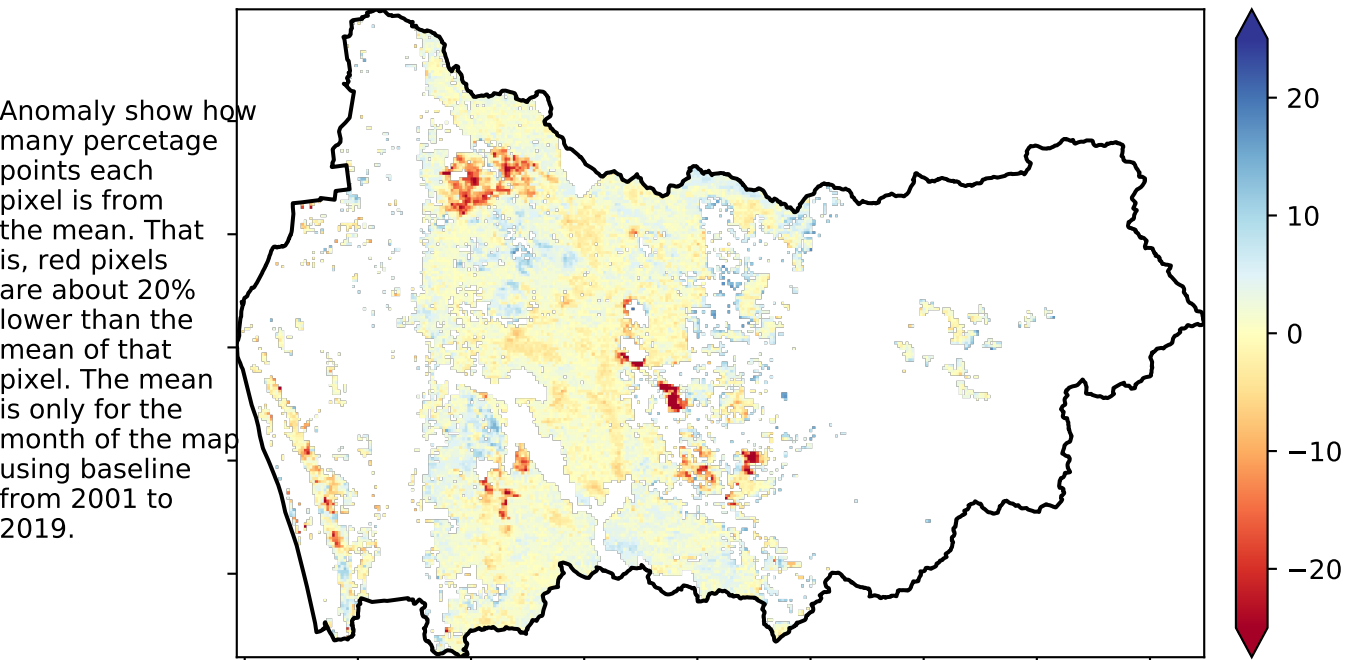 Anomaly show how
many percetage
points each
pixel is from
the mean. That
is, red pixels
are about 20%
lower than the
mean of that
pixel. The mean
is only for the
month of the map
using baseline
from 2001 to
2019.
20
10
0
−10
−20